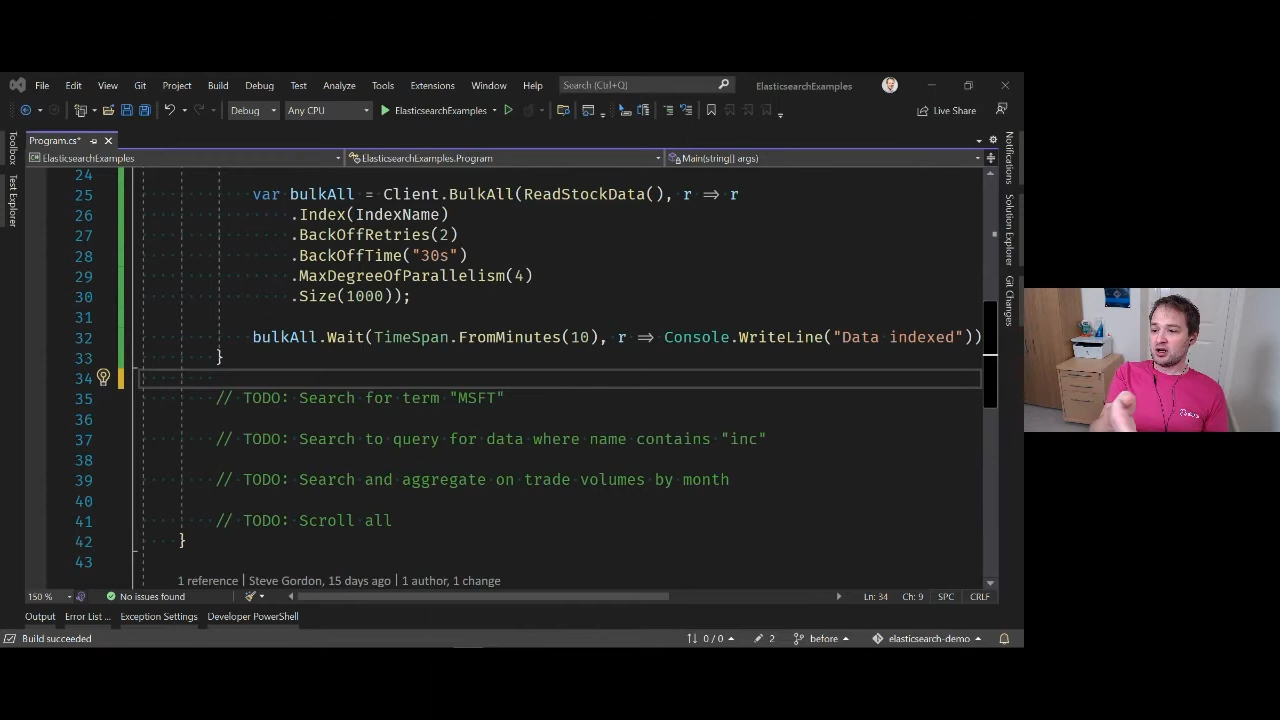 File Edit View Git Project Build Debug Test Analyze Tools Extensions Window Help Search (Ctrl+Q) ElasticsearchExamples
Debug Any CPU ElasticsearchExamples Live Share
Program.cs*
ElasticsearchExamples ElasticsearchExamples.Program Main(string[] args)
Toolbox
Test Explorer
Notifications
Solution Explorer
Git Changes
24
25 var bulkAll = Client.BulkAll(ReadStockData(), r => r
26 .Index(IndexName)
27 .BackOffRetries(2)
28 .BackOffTime("30s")
29 .MaxDegreeOfParallelism(4)
30 .Size(1000));
31
32 bulkAll.Wait(TimeSpan.FromMinutes(10), r => Console.WriteLine("Data indexed"))
33 }
34
35 // TODO: Search for term "MSFT"
36
37 // TODO: Search to query for data where name contains "inc"
38
39 // TODO: Search and aggregate on trade volumes by month
40
41 // TODO: Scroll all
42 }
43
1 reference | Steve Gordon, 15 days ago | 1 author, 1 change
150 % No issues found Ln: 34 Ch: 9 SPC CRLF
Output Error List ... Exception Settings Developer PowerShell
Build succeeded 0 / 0 2 before elasticsearch-demo